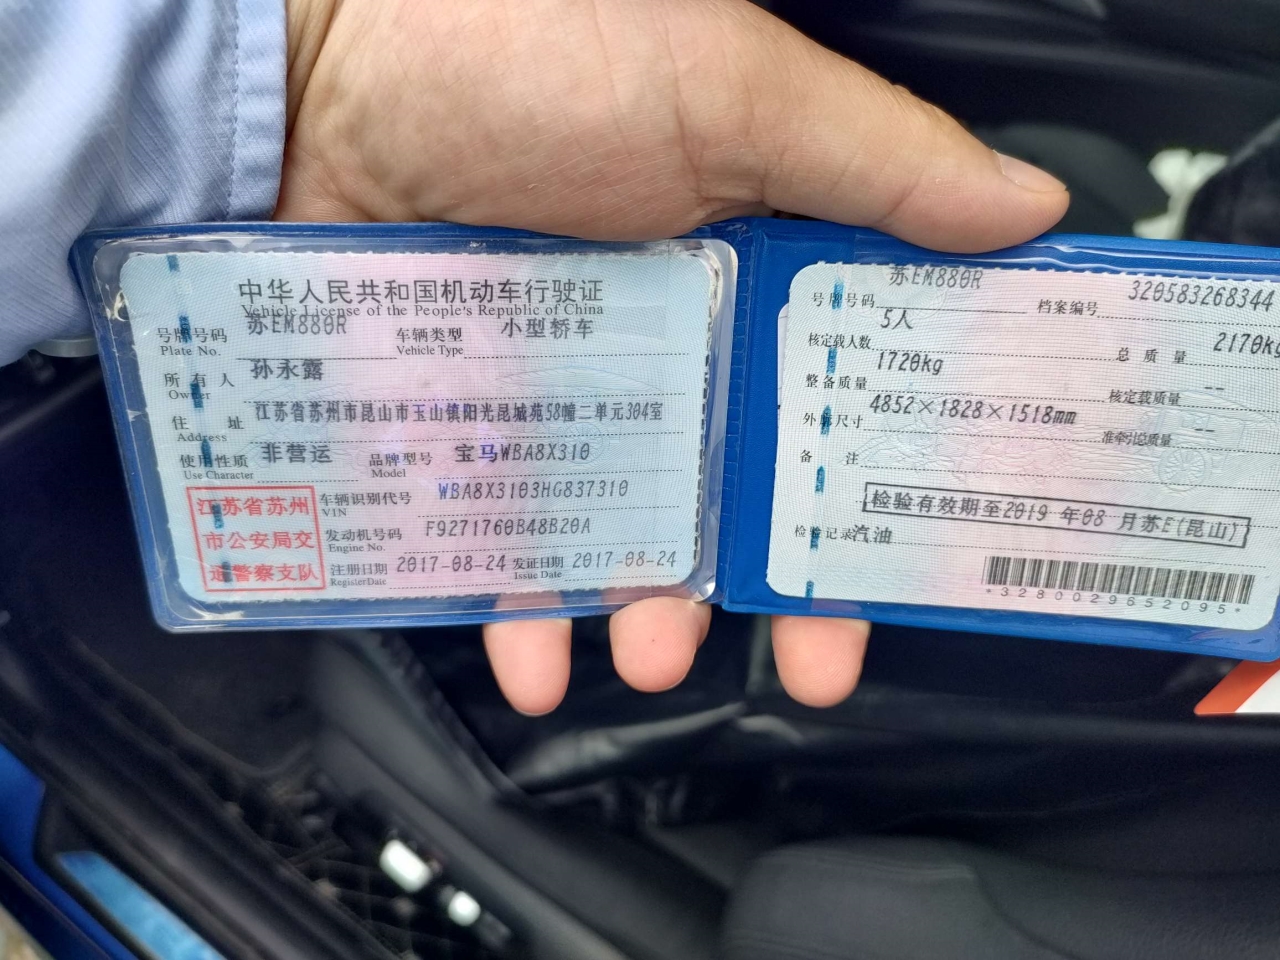 中华人民共和国机动车行驶证
Vehicle License of the People's Republic of China
号牌号码 苏EM880R 车辆类型 小型轿车
Plate No. Vehicle Type
所有人 孙永露
Owner
住址 江苏省苏州市昆山市玉山镇阳光昆城苑58幢二单元304室
Address
使用性质 非营运 品牌型号 宝马WBA8X310
Use Character Model
江苏省苏州
市公安局交
通警察支队
车辆识别代号 WBA8X3103HG837310
VIN
发动机号码 F9271760B48B20A
Engine No.
注册日期 2017-08-24 发证日期 2017-08-24
Register Date Issue Date
号牌号码 苏EM880R 档案编号 320583268344
核定载人数 5人 总质量 2170kg
整备质量 1720kg 核定载质量 --
外廓尺寸 4852×1828×1518mm 准牵引总质量 --
备注
检验有效期至2019年08月苏E(昆山)
检验记录 汽油
*3280029652095*